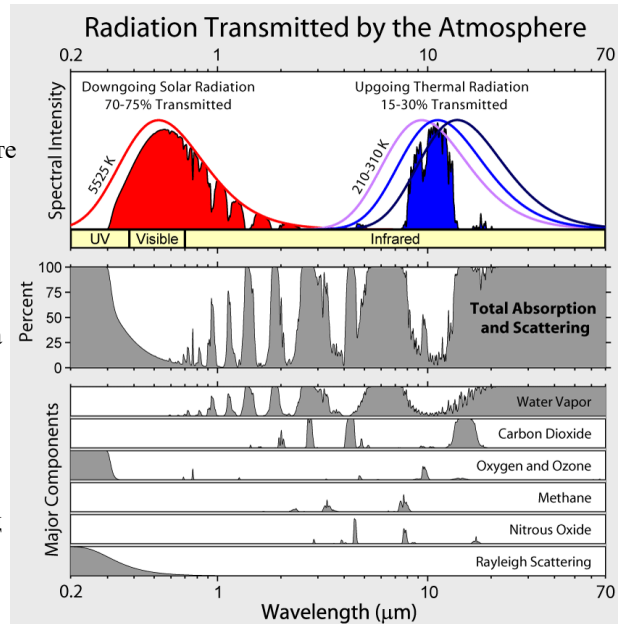 Radiation Transmitted by the Atmosphere
0.2 1 10 70
Downgoing Solar Radiation
70-75% Transmitted
Upgoing Thermal Radiation
15-30% Transmitted
Spectral Intensity
5525 K
210-310 K
UV Visible Infrared
Percent
100
75
50
25
0
Total Absorption
and Scattering
Major Components
Water Vapor
Carbon Dioxide
Oxygen and Ozone
Methane
Nitrous Oxide
Rayleigh Scattering
0.2 1 10 70
Wavelength (μm)